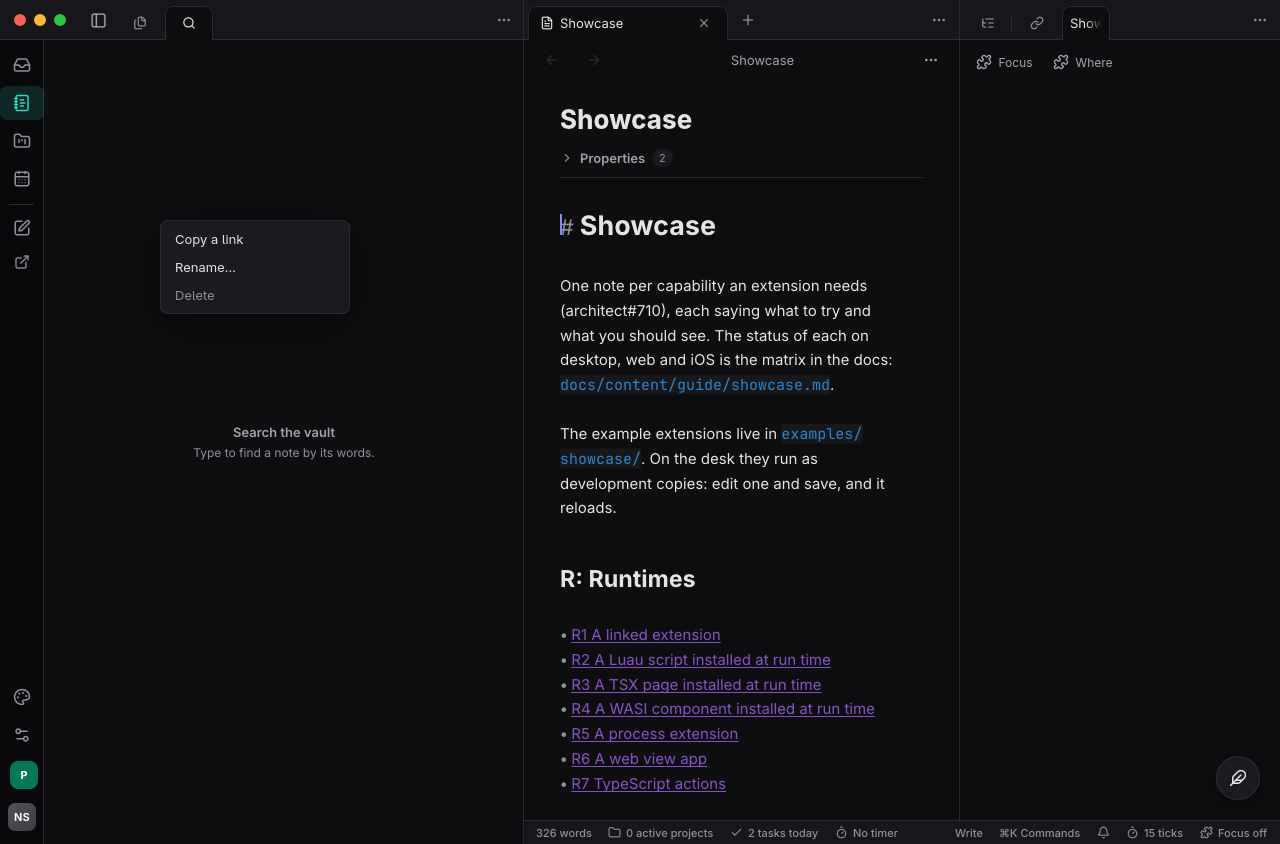 Showcase
Show
Showcase
Focus
Where
Showcase
Properties 2
# Showcase
Copy a link
Rename...
Delete
One note per capability an extension needs
(architect#710), each saying what to try and
what you should see. The status of each on
desktop, web and iOS is the matrix in the docs:
docs/content/guide/showcase.md.
Search the vault
Type to find a note by its words.
The example extensions live in examples/
showcase/. On the desk they run as
development copies: edit one and save, and it
reloads.
R: Runtimes
• R1 A linked extension
• R2 A Luau script installed at run time
• R3 A TSX page installed at run time
• R4 A WASI component installed at run time
• R5 A process extension
• R6 A web view app
• R7 TypeScript actions
P
NS
326 words 0 active projects 2 tasks today No timer Write ⌘K Commands 15 ticks Focus off